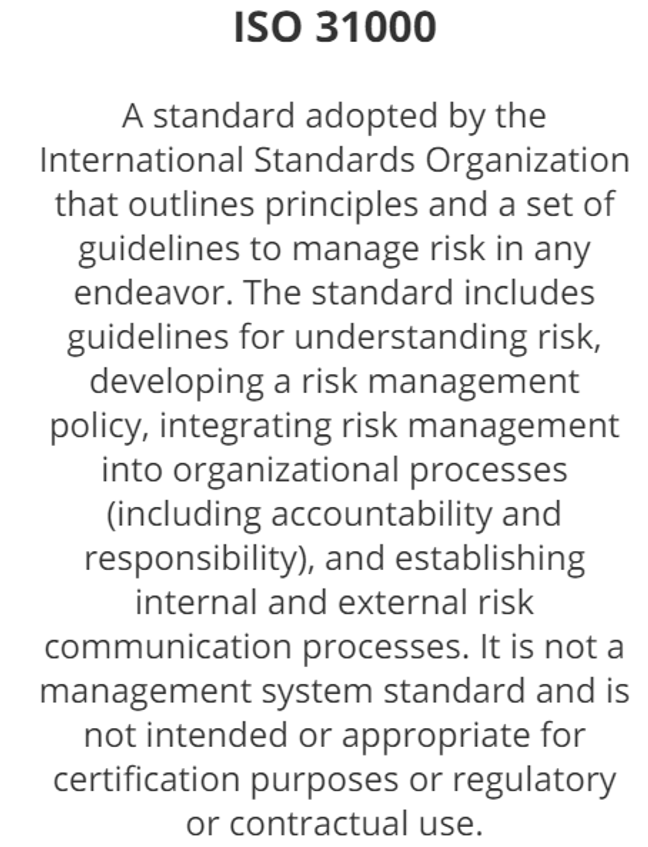 ISO 31000
A standard adopted by the
International Standards Organization
that outlines principles and a set of
guidelines to manage risk in any
endeavor. The standard includes
guidelines for understanding risk,
developing a risk management
policy, integrating risk management
into organizational processes
(including accountability and
responsibility), and establishing
internal and external risk
communication processes. It is not a
management system standard and is
not intended or appropriate for
certification purposes or regulatory
or contractual use.